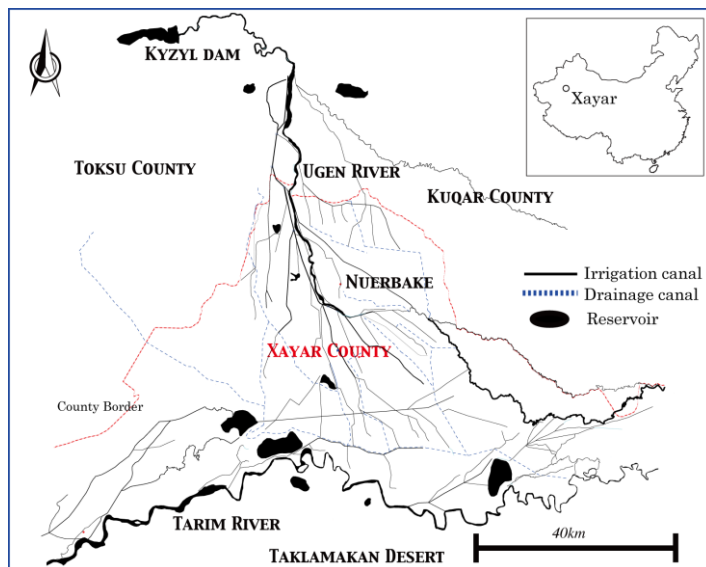 KYZYL DAM
Xayar
TOKSU COUNTY
UGEN RIVER
KUQAR COUNTY
NUERBAKE
Irrigation canal
Drainage canal
Reservoir
XAYAR COUNTY
County Border
TARIM RIVER
TAKLAMAKAN DESERT
40km